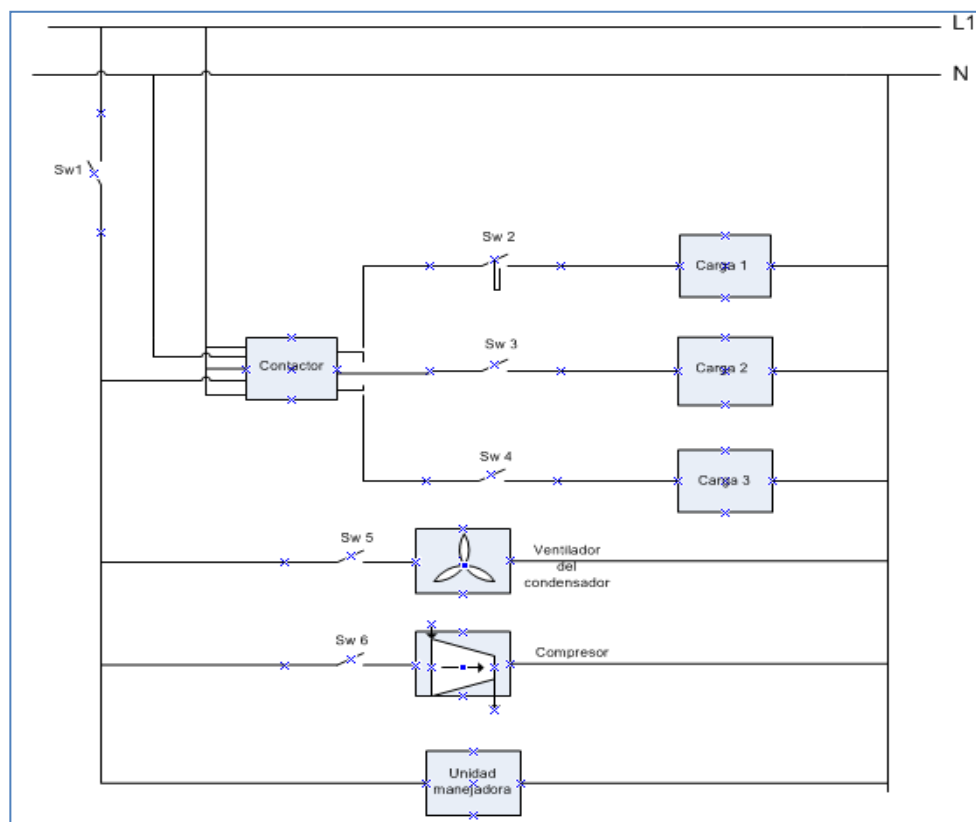 L1
N
Sw1
Sw 2
Carga 1
Contactor
Sw 3
Carga 2
Sw 4
Carga 3
Sw 5
Ventilador
del
condensador
Sw 6
Compresor
Unidad
manejadora